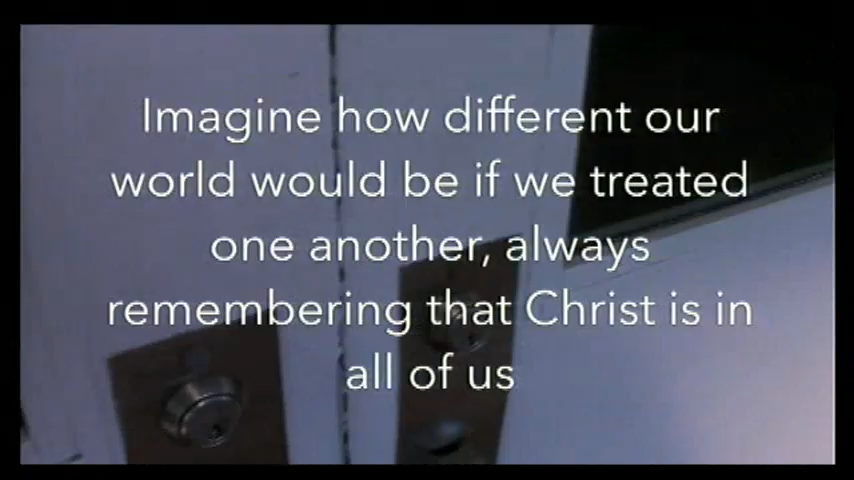 Imagine how different our
world would be if we treated
one another, always
remembering that Christ is in
all of us